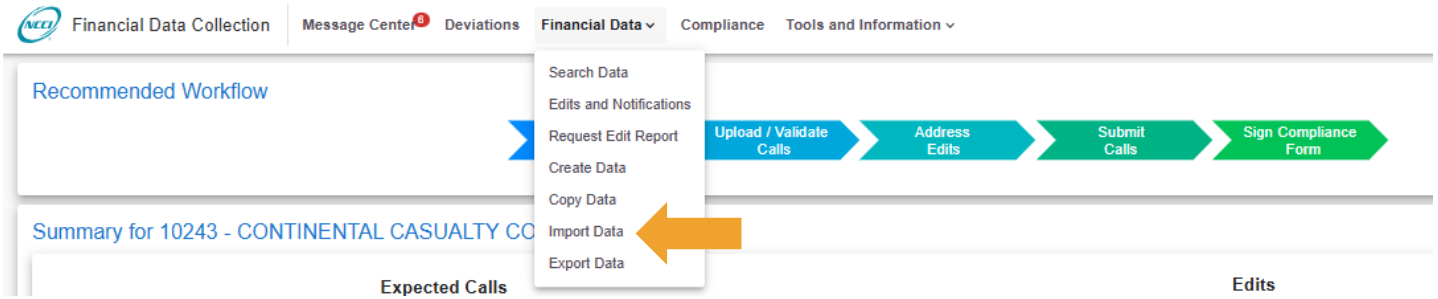 NCCI Financial Data Collection Message Center 6 Deviations Financial Data Compliance Tools and Information
Search Data
Recommended Workflow
Edits and Notifications
Request Edit Report
Upload / Validate
Calls
Address
Edits
Submit
Calls
Sign Compliance
Form
Create Data
Copy Data
Summary for 10243 - CONTINENTAL CASUALTY CO
Import Data
Export Data
Expected Calls
Edits